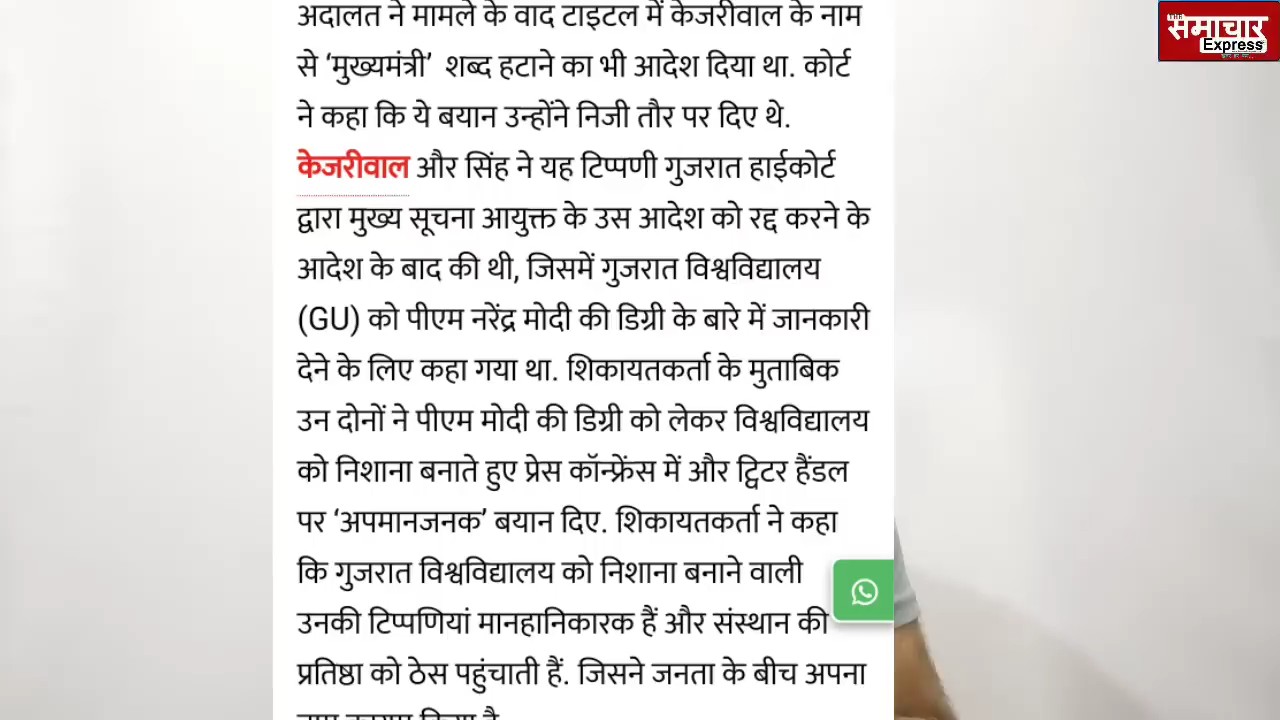 अदालत ने मामले के वाद टाइटल में केजरीवाल के नाम
से ‘मुख्यमंत्री’ शब्द हटाने का भी आदेश दिया था. कोर्ट
ने कहा कि ये बयान उन्होंने निजी तौर पर दिए थे.
केजरीवाल और सिंह ने यह टिप्पणी गुजरात हाईकोर्ट
द्वारा मुख्य सूचना आयुक्त के उस आदेश को रद्द करने के
आदेश के बाद की थी, जिसमें गुजरात विश्वविद्यालय
(GU) को पीएम नरेंद्र मोदी की डिग्री के बारे में जानकारी
देने के लिए कहा गया था. शिकायतकर्ता के मुताबिक
उन दोनों ने पीएम मोदी की डिग्री को लेकर विश्वविद्यालय
को निशाना बनाते हुए प्रेस कॉन्फ्रेंस में और ट्विटर हैंडल
पर ‘अपमानजनक’ बयान दिए. शिकायतकर्ता ने कहा
कि गुजरात विश्वविद्यालय को निशाना बनाने वाली
उनकी टिप्पणियां मानहानिकारक हैं और संस्थान की
प्रतिष्ठा को ठेस पहुंचाती हैं. जिसने जनता के बीच अपना
THE
समाचार
Express